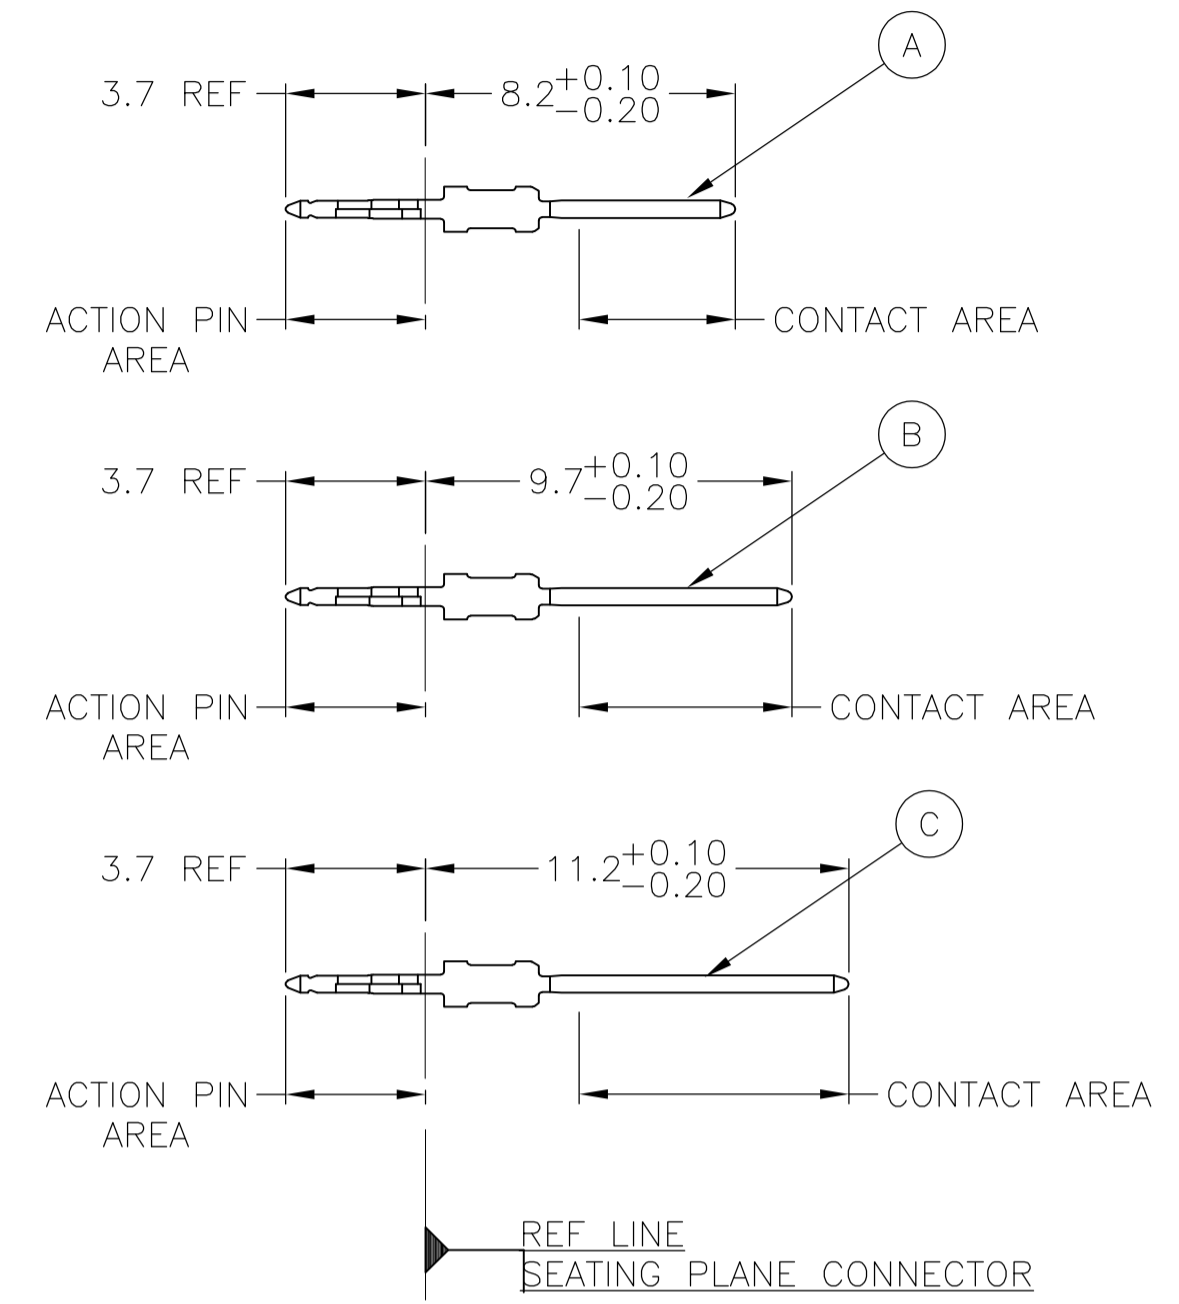 A
3.7 REF
8.2 +0.10 -0.20
ACTION PIN AREA
CONTACT AREA
B
3.7 REF
9.7 +0.10 -0.20
ACTION PIN AREA
CONTACT AREA
C
3.7 REF
11.2 +0.10 -0.20
ACTION PIN AREA
CONTACT AREA
REF LINE
SEATING PLANE CONNECTOR